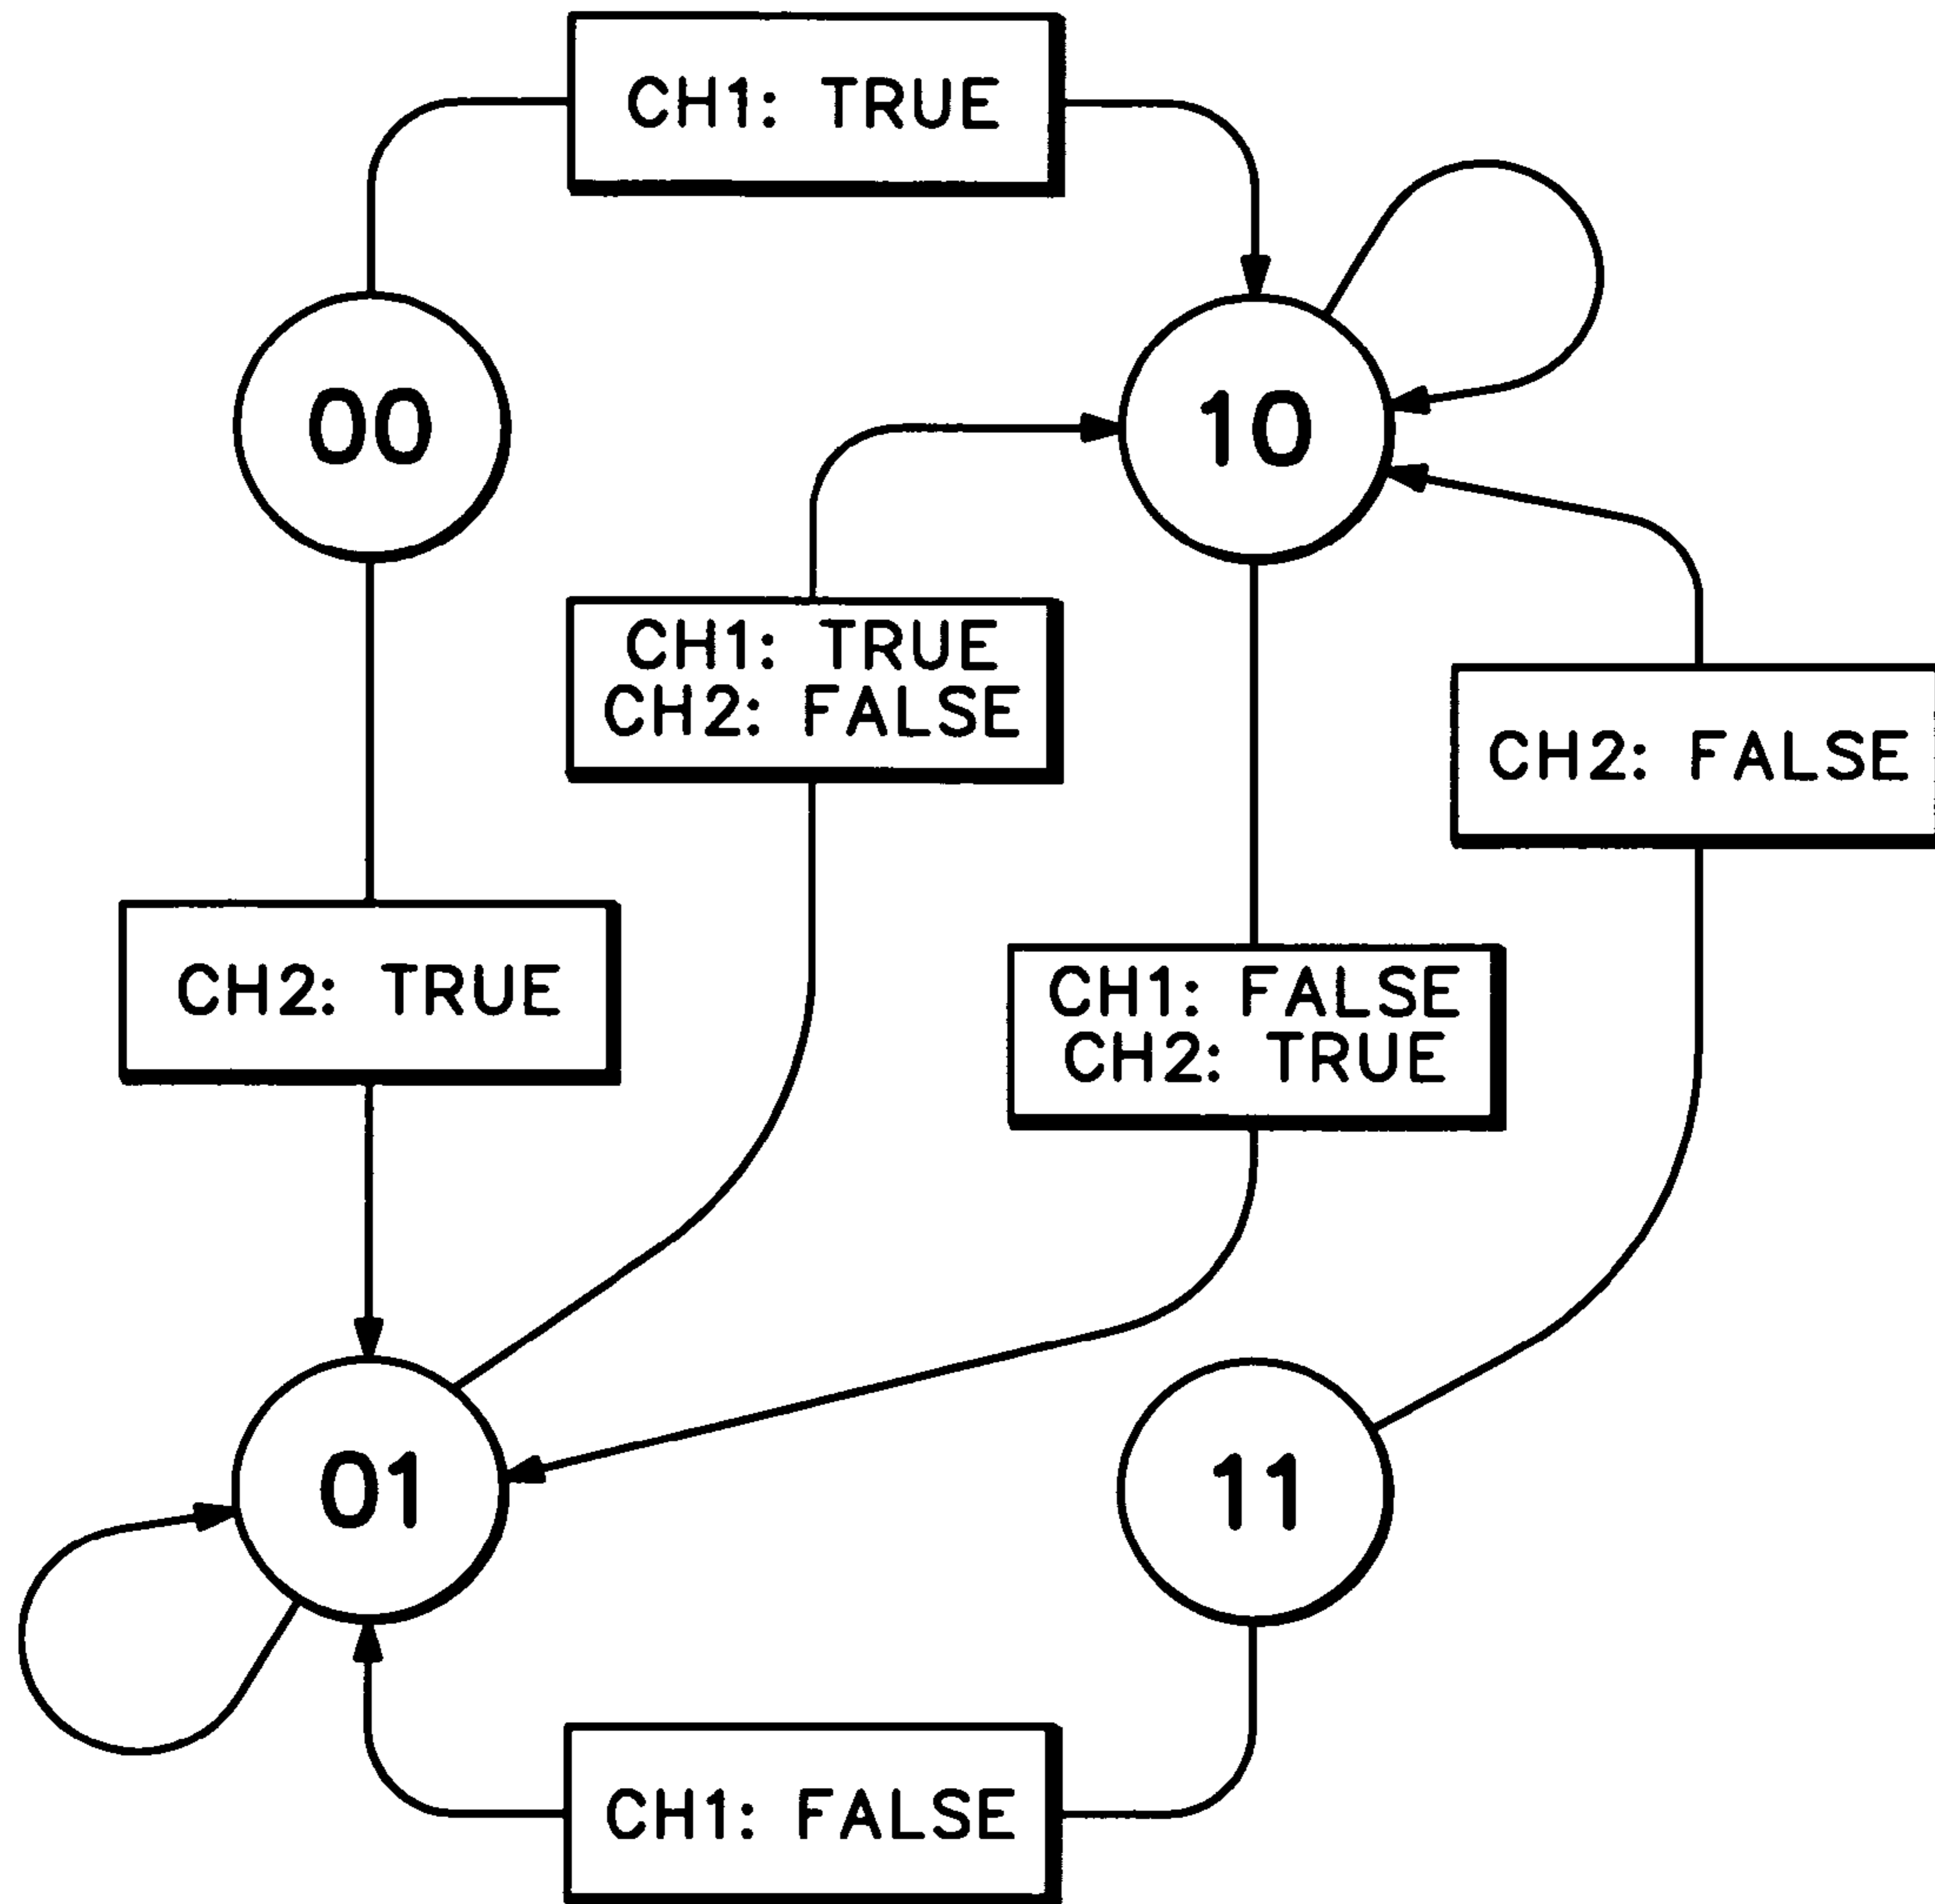 CH1: TRUE
00
10
CH1: TRUE
CH2: FALSE
CH2: FALSE
CH2: TRUE
CH1: FALSE
CH2: TRUE
01
11
CH1: FALSE